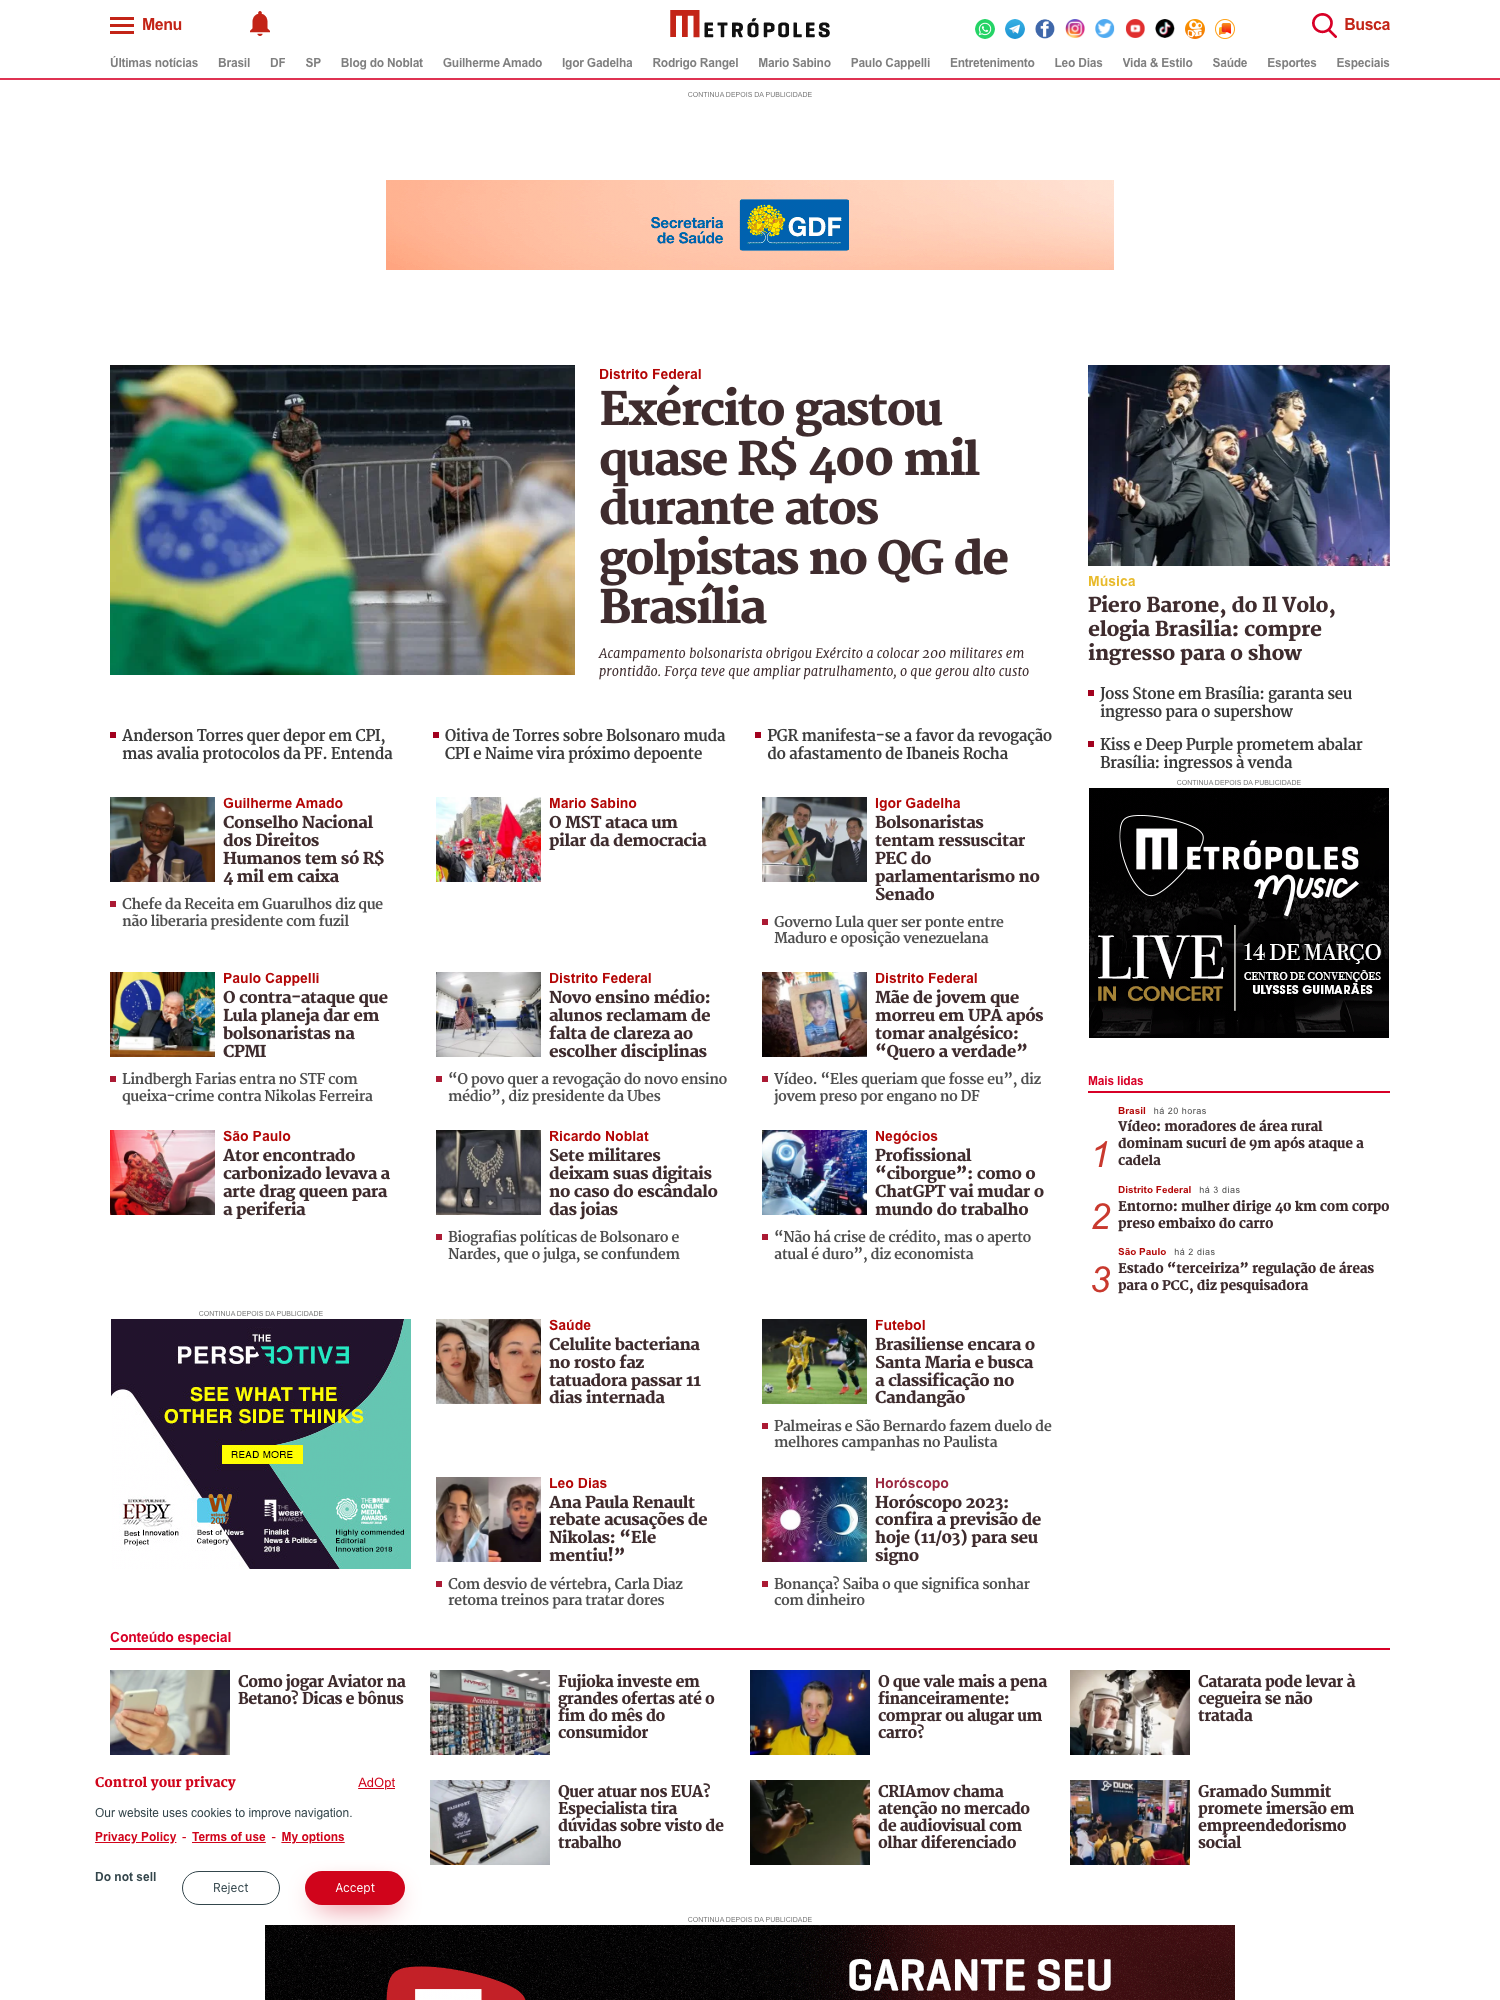 Menu
METRÓPOLES
Busca
Últimas notícias Brasil DF SP Blog do Noblat Guilherme Amado Igor Gadelha Rodrigo Rangel Mario Sabino Paulo Cappelli Entretenimento Leo Dias Vida & Estilo Saúde Esportes Especiais
CONTINUA DEPOIS DA PUBLICIDADE
Secretaria
de Saúde
GDF
Distrito Federal
Exército gastou
quase R$ 400 mil
durante atos
golpistas no QG de
Brasília
Acampamento bolsonarista obrigou Exército a colocar 200 militares em
prontidão. Força teve que ampliar patrulhamento, o que gerou alto custo
Música
Piero Barone, do Il Volo,
elogia Brasilia: compre
ingresso para o show
Joss Stone em Brasília: garanta seu
ingresso para o supershow
Kiss e Deep Purple prometem abalar
Brasília: ingressos à venda
Anderson Torres quer depor em CPI,
mas avalia protocolos da PF. Entenda
Oitiva de Torres sobre Bolsonaro muda
CPI e Naime vira próximo depoente
PGR manifesta-se a favor da revogação
do afastamento de Ibaneis Rocha
Guilherme Amado
Conselho Nacional
dos Direitos
Humanos tem só R$
4 mil em caixa
Chefe da Receita em Guarulhos diz que
não liberaria presidente com fuzil
Mario Sabino
O MST ataca um
pilar da democracia
Igor Gadelha
Bolsonaristas
tentam ressuscitar
PEC do
parlamentarismo no
Senado
Governo Lula quer ser ponte entre
Maduro e oposição venezuelana
CONTINUA DEPOIS DA PUBLICIDADE
METRÓPOLES
MUSIC
LIVE
IN CONCERT
14 DE MARÇO
CENTRO DE CONVENÇÕES
ULYSSES GUIMARÃES
Paulo Cappelli
O contra-ataque que
Lula planeja dar em
bolsonaristas na
CPMI
Lindbergh Farias entra no STF com
queixa-crime contra Nikolas Ferreira
Distrito Federal
Novo ensino médio:
alunos reclamam de
falta de clareza ao
escolher disciplinas
“O povo quer a revogação do novo ensino
médio”, diz presidente da Ubes
Distrito Federal
Mãe de jovem que
morreu em UPA após
tomar analgésico:
“Quero a verdade”
Vídeo. “Eles queriam que fosse eu”, diz
jovem preso por engano no DF
Mais lidas
Brasil há 20 horas
1
Vídeo: moradores de área rural
dominam sucuri de 9m após ataque a
cadela
Distrito Federal há 3 dias
2
Entorno: mulher dirige 40 km com corpo
preso embaixo do carro
São Paulo há 2 dias
3
Estado “terceiriza” regulação de áreas
para o PCC, diz pesquisadora
São Paulo
Ator encontrado
carbonizado levava a
arte drag queen para
a periferia
Ricardo Noblat
Sete militares
deixam suas digitais
no caso do escândalo
das joias
Biografias políticas de Bolsonaro e
Nardes, que o julga, se confundem
Negócios
Profissional
“ciborgue”: como o
ChatGPT vai mudar o
mundo do trabalho
“Não há crise de crédito, mas o aperto
atual é duro”, diz economista
CONTINUA DEPOIS DA PUBLICIDADE
THE
PERSPECTIVE
SEE WHAT THE
OTHER SIDE THINKS
READ MORE
EPPY
Best Innovation
Project
W
Best of News
Category
THE
WEBBY
AWARDS
Finalist
News & Politics
2018
THE DRUM
ONLINE
MEDIA
AWARDS
Highly commended
Editorial
Innovation 2018
Saúde
Celulite bacteriana
no rosto faz
tatuadora passar 11
dias internada
Futebol
Brasiliense encara o
Santa Maria e busca
a classificação no
Candangão
Palmeiras e São Bernardo fazem duelo de
melhores campanhas no Paulista
Leo Dias
Ana Paula Renault
rebate acusações de
Nikolas: “Ele
mentiu!”
Com desvio de vértebra, Carla Diaz
retoma treinos para tratar dores
Horóscopo
Horóscopo 2023:
confira a previsão de
hoje (11/03) para seu
signo
Bonança? Saiba o que significa sonhar
com dinheiro
Conteúdo especial
Como jogar Aviator na
Betano? Dicas e bônus
Acessórios
Fujioka investe em
grandes ofertas até o
fim do mês do
consumidor
O que vale mais a pena
financeiramente:
comprar ou alugar um
carro?
Catarata pode levar à
cegueira se não
tratada
Control your privacy
AdOpt
Our website uses cookies to improve navigation.
Privacy Policy - Terms of use - My options
Do not sell
Reject
Accept
PASSPORT
Quer atuar nos EUA?
Especialista tira
dúvidas sobre visto de
trabalho
CRIAmov chama
atenção no mercado
de audiovisual com
olhar diferenciado
DUCK
Gramado Summit
promete imersão em
empreendedorismo
social
CONTINUA DEPOIS DA PUBLICIDADE
GARANTE SEU